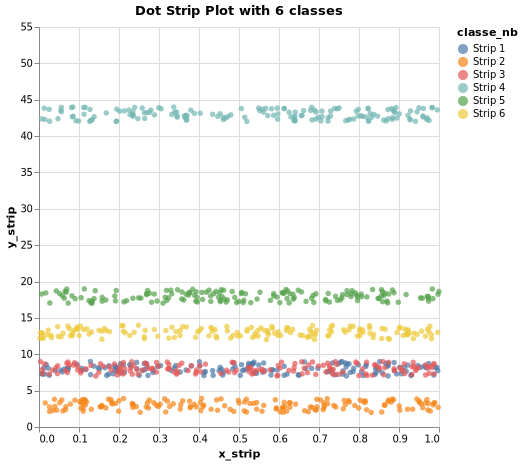 Dot Strip Plot with 6 classes
classe_nb
Strip 1
Strip 2
Strip 3
Strip 4
Strip 5
Strip 6
y_strip
55
50
45
40
35
30
25
20
15
10
5
0
0.0 0.1 0.2 0.3 0.4 0.5 0.6 0.7 0.8 0.9 1.0
x_strip